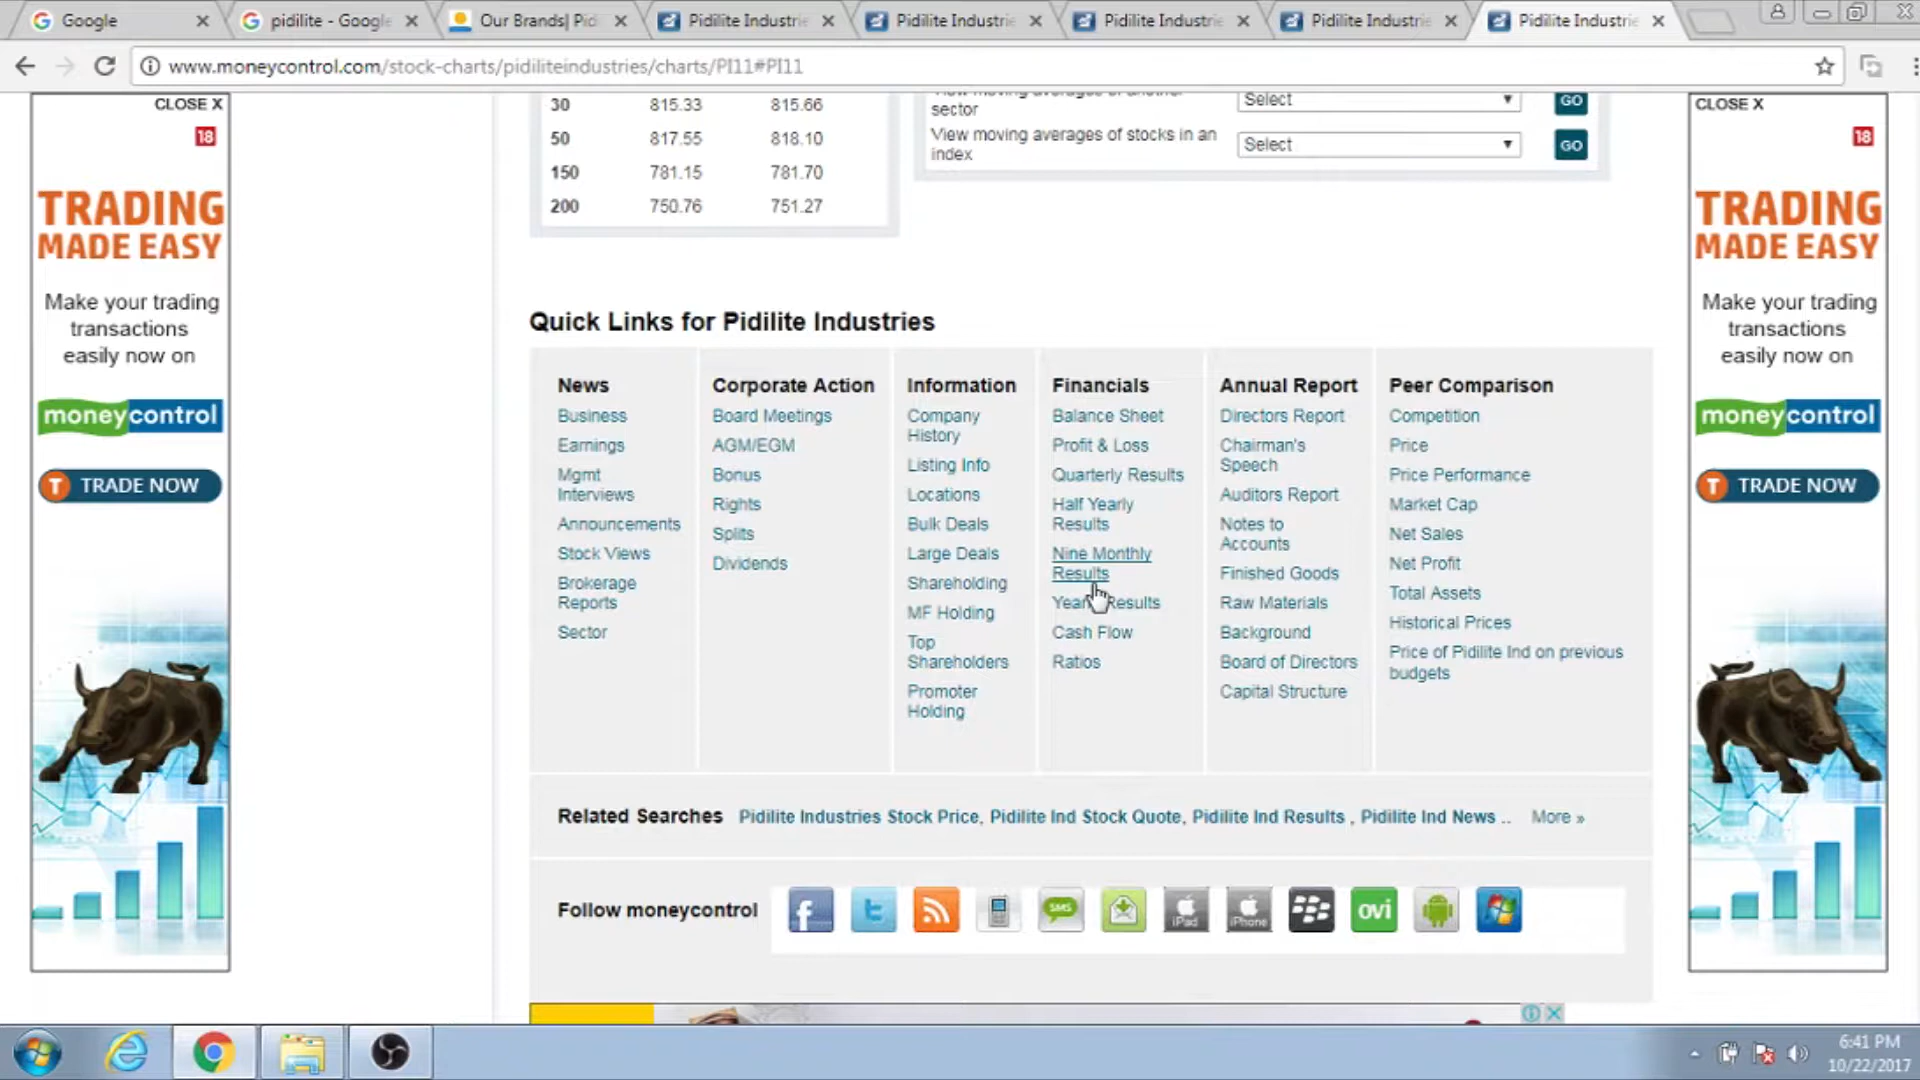 Google
pidilite - Google
Our Brands| Pid
Pidilite Industrie
Pidilite Industrie
Pidilite Industrie
Pidilite Industrie
Pidilite Industrie
www.moneycontrol.com/stock-charts/pidiliteindustries/charts/PI11#PI11
CLOSE X
18
TRADING
MADE EASY
Make your trading
transactions
easily now on
moneycontrol
T TRADE NOW
30 815.33 815.66
50 817.55 818.10
150 781.15 781.70
200 750.76 751.27
View moving averages of another
sector
Select
GO
View moving averages of stocks in an
index
Select
GO
CLOSE X
18
TRADING
MADE EASY
Make your trading
transactions
easily now on
moneycontrol
T TRADE NOW
Quick Links for Pidilite Industries
News
Business
Earnings
Mgmt
Interviews
Announcements
Stock Views
Brokerage
Reports
Sector
Corporate Action
Board Meetings
AGM/EGM
Bonus
Rights
Splits
Dividends
Information
Company
History
Listing Info
Locations
Bulk Deals
Large Deals
Shareholding
MF Holding
Top
Shareholders
Promoter
Holding
Financials
Balance Sheet
Profit & Loss
Quarterly Results
Half Yearly
Results
Nine Monthly
Results
Yearly Results
Cash Flow
Ratios
Annual Report
Directors Report
Chairman's
Speech
Auditors Report
Notes to
Accounts
Finished Goods
Raw Materials
Background
Board of Directors
Capital Structure
Peer Comparison
Competition
Price
Price Performance
Market Cap
Net Sales
Net Profit
Total Assets
Historical Prices
Price of Pidilite Ind on previous
budgets
Related Searches Pidilite Industries Stock Price, Pidilite Ind Stock Quote, Pidilite Ind Results , Pidilite Ind News .. More »
Follow moneycontrol
SMS
iPad
iPhone
ovi
6:41 PM
10/22/2017